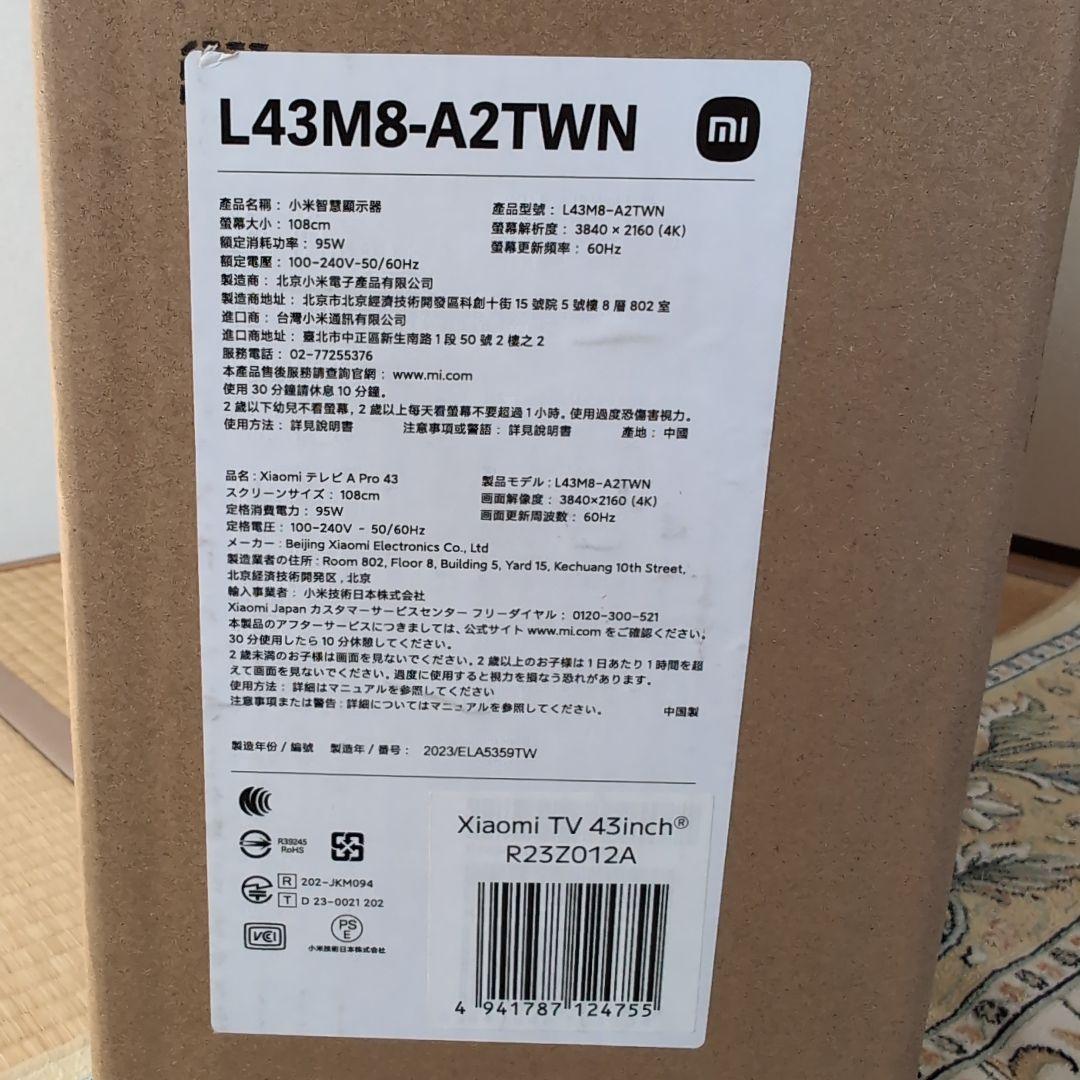 L43M8-A2TWN
產品名稱：小米智慧顯示器 產品型號：L43M8-A2TWN
螢幕大小：108cm 螢幕解析度：3840 × 2160 (4K)
額定消耗功率：95W 螢幕更新頻率：60Hz
額定電壓：100-240V-50/60Hz
製造商：北京小米電子產品有限公司
製造商地址：北京市北京經濟技術開發區科創十街 15 號院 5 號樓 8 層 802 室
進口商：台灣小米通訊有限公司
進口商地址：臺北市中正區新生南路 1 段 50 號 2 樓之 2
服務電話：02-77255376
本產品售後服務請查詢官網：www.mi.com
使用 30 分鐘請休息 10 分鐘。
2 歲以下幼兒不看螢幕，2 歲以上每天看螢幕不要超過 1 小時。使用過度恐傷害視力。
使用方法：詳見說明書 注意事項或警語：詳見說明書 產地：中國
品名：Xiaomi テレビ A Pro 43 製品モデル：L43M8-A2TWN
スクリーンサイズ：108cm 画面解像度：3840×2160 (4K)
定格消費電力：95W 画面更新周波数：60Hz
定格電圧：100-240V - 50/60Hz
メーカー：Beijing Xiaomi Electronics Co., Ltd
製造業者の住所：Room 802, Floor 8, Building 5, Yard 15, Kechuang 10th Street,
北京経済技術開発区 , 北京
輸入事業者：小米技術日本株式会社
Xiaomi Japan カスタマーサービスセンター フリーダイヤル：0120-300-521
本製品のアフターサービスにつきましては、公式サイト www.mi.com をご確認ください。
30 分使用したら 10 分休憩してください。
2 歳未満のお子様は画面を見ないでください。2 歳以上のお子様は 1 日あたり 1 時間を超
えて画面を見ないでください。過度に使用すると視力を損なう恐れがあります。
使用方法：詳細はマニュアルを参照してください
注意事項または警告：詳細についてはマニュアルを参照してください。 中国製
製造年份 / 編號 製造年 / 番号： 2023/ELA5359TW
R39245
RoHS
R 202-JKM094
T D 23-0021 202
VCCI
PS
E
小米技術日本株式会社
Xiaomi TV 43inch®
R23Z012A
4 941787 124755